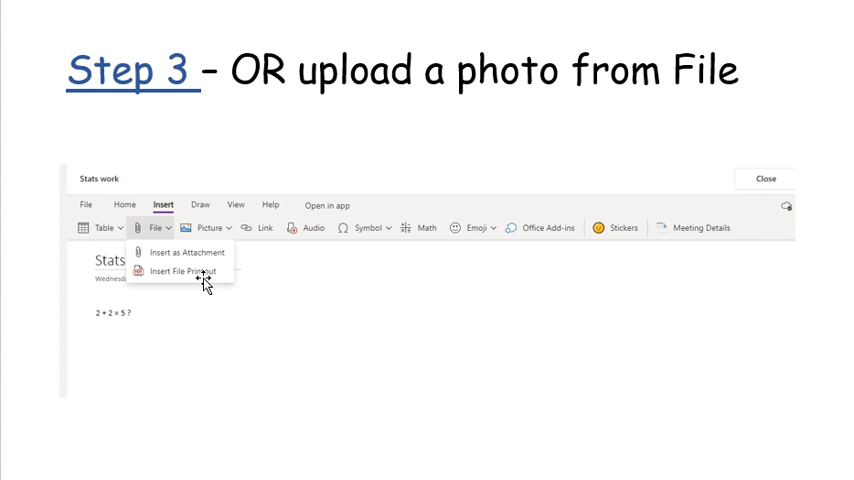 Step 3 – OR upload a photo from File
Stats work
Close
File Home Insert Draw View Help Open in app
Table File Picture Link Audio Symbol Math Emoji Office Add-ins Stickers Meeting Details
Insert as Attachment
Stats
Insert File Printout
2 + 2 = 5 ?